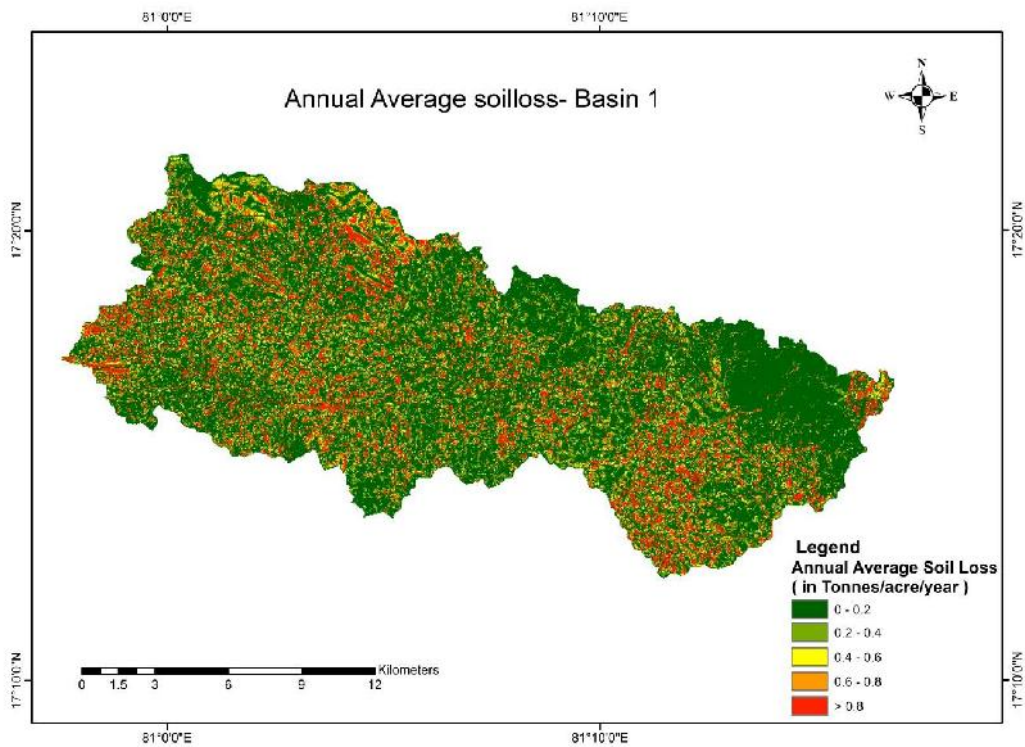 81°0'0"E 81°10'0"E
Annual Average soilloss- Basin 1
N
W E
S
17°20'0"N 17°20'0"N
Legend
Annual Average Soil Loss
( in Tonnes/acre/year )
0 - 0.2
0.2 - 0.4
0.4 - 0.6
0.6 - 0.8
> 0.8
Kilometers
0 1.5 3 6 9 12
17°10'0"N 17°10'0"N
81°0'0"E 81°10'0"E